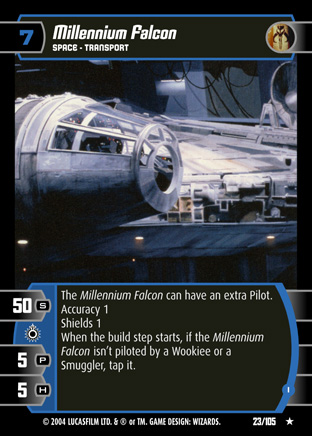 7 Millennium Falcon
SPACE - TRANSPORT
50 S
5 P
5 H
The Millennium Falcon can have an extra Pilot.
Accuracy 1
Shields 1
When the build step starts, if the Millennium
Falcon isn't piloted by a Wookiee or a
Smuggler, tap it.
I
© 2004 LUCASFILM LTD. & ® or TM. GAME DESIGN: WIZARDS. 23/105 ★